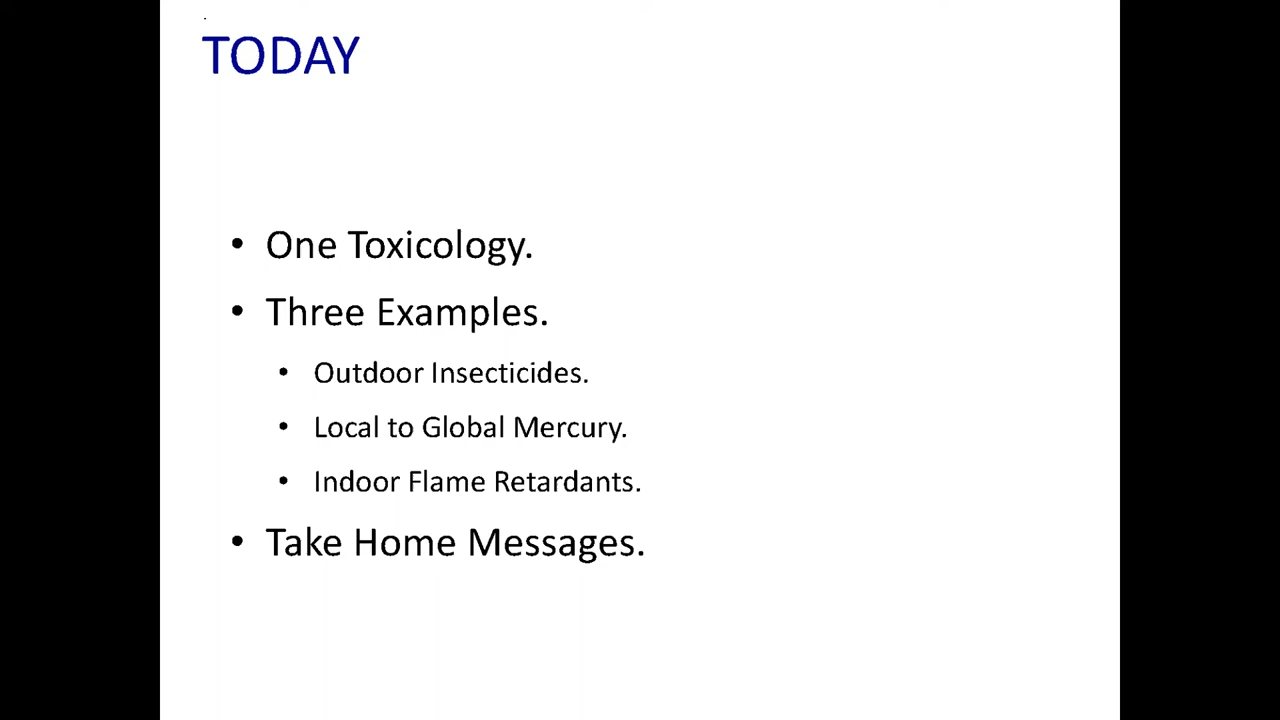 TODAY
• One Toxicology.
• Three Examples.
• Outdoor Insecticides.
• Local to Global Mercury.
• Indoor Flame Retardants.
• Take Home Messages.